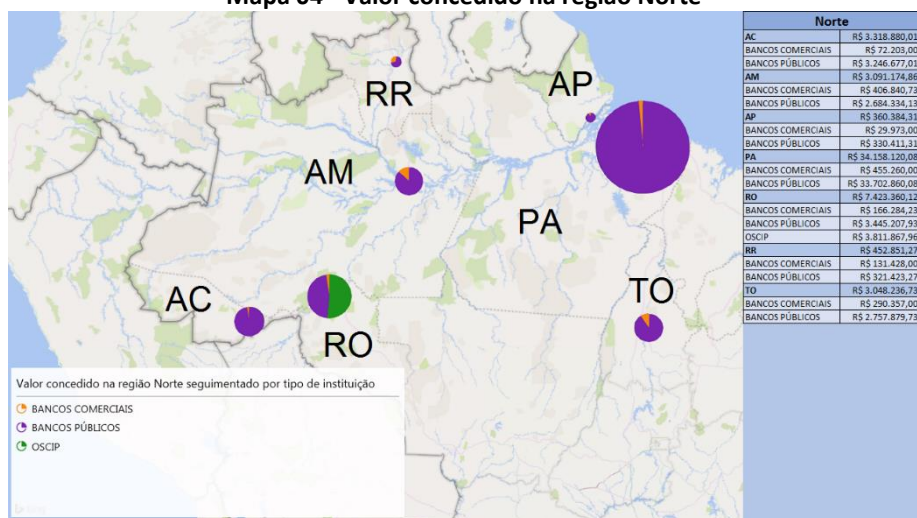 Mapa 04 - Valor concedido na região Norte
RR
AP
AM
PA
AC
RO
TO
Valor concedido na região Norte seguimentado por tipo de instituição
BANCOS COMERCIAIS
BANCOS PÚBLICOS
OSCIP
Norte
AC R$ 3.318.880,01
BANCOS COMERCIAIS R$ 72.203,00
BANCOS PÚBLICOS R$ 3.246.677,01
AM R$ 3.091.174,86
BANCOS COMERCIAIS R$ 406.840,73
BANCOS PÚBLICOS R$ 2.684.334,13
AP R$ 360.384,31
BANCOS COMERCIAIS R$ 29.973,00
BANCOS PÚBLICOS R$ 330.411,31
PA R$ 34.158.120,08
BANCOS COMERCIAIS R$ 455.260,00
BANCOS PÚBLICOS R$ 33.702.860,08
RO R$ 7.423.360,12
BANCOS COMERCIAIS R$ 166.284,23
BANCOS PÚBLICOS R$ 3.445.207,93
OSCIP R$ 3.811.867,96
RR R$ 452.851,27
BANCOS COMERCIAIS R$ 131.428,00
BANCOS PÚBLICOS R$ 321.423,27
TO R$ 3.048.236,73
BANCOS COMERCIAIS R$ 290.357,00
BANCOS PÚBLICOS R$ 2.757.879,73